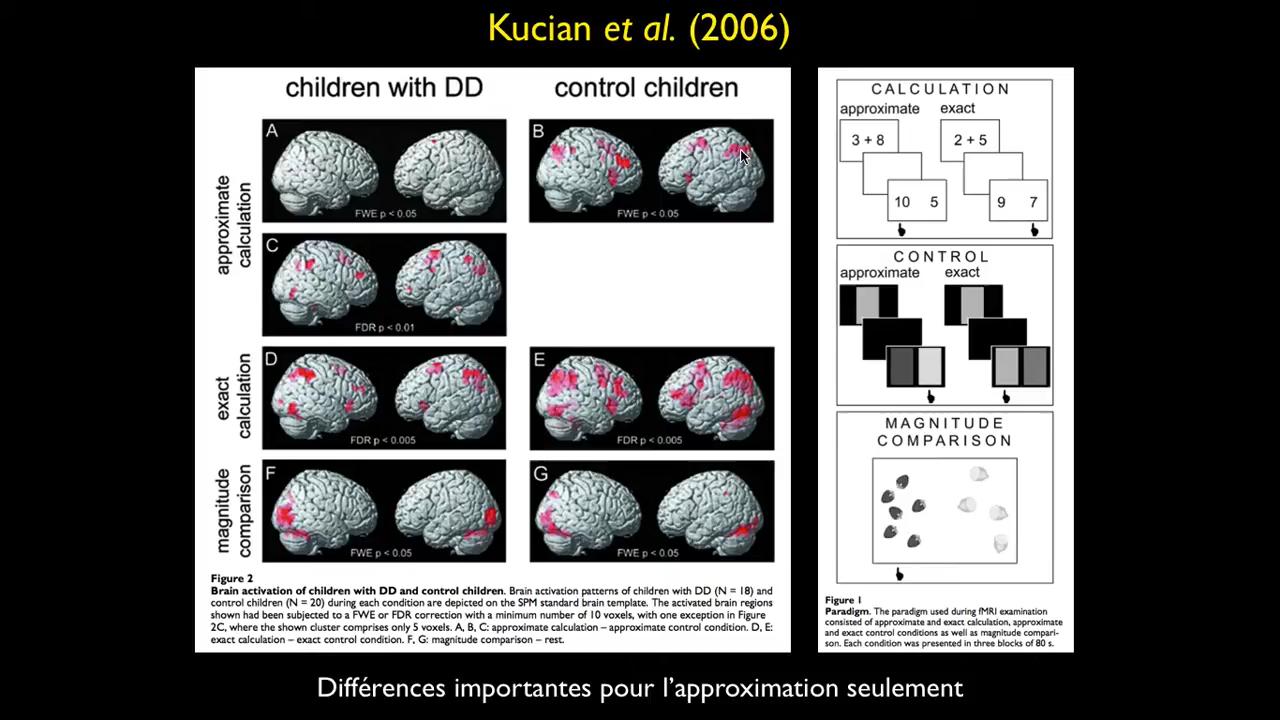 Kucian et al. (2006)
children with DD
control children
approximate
calculation
A
FWE p < 0.05
B
FWE p < 0.05
C
FDR p < 0.01
exact
calculation
D
FDR p < 0.005
E
FDR p < 0.005
magnitude
comparison
F
FWE p < 0.05
G
FWE p < 0.05
Figure 2
Brain activation of children with DD and control children. Brain activation patterns of children with DD (N = 18) and
control children (N = 20) during each condition are depicted on the SPM standard brain template. The activated brain regions
shown had been subjected to a FWE or FDR correction with a minimum number of 10 voxels, with one exception in Figure
2C, where the shown cluster comprises only 5 voxels. A, B, C: approximate calculation – approximate control condition. D, E:
exact calculation – exact control condition. F, G: magnitude comparison – rest.
CALCULATION
approximate exact
3 + 8
2 + 5
10 5
9 7
CONTROL
approximate exact
MAGNITUDE
COMPARISON
Figure 1
Paradigm. The paradigm used during fMRI examination
consisted of approximate and exact calculation, approximate
and exact control conditions as well as magnitude compari-
son. Each condition was presented in three blocks of 80 s.
Différences importantes pour l’approximation seulement